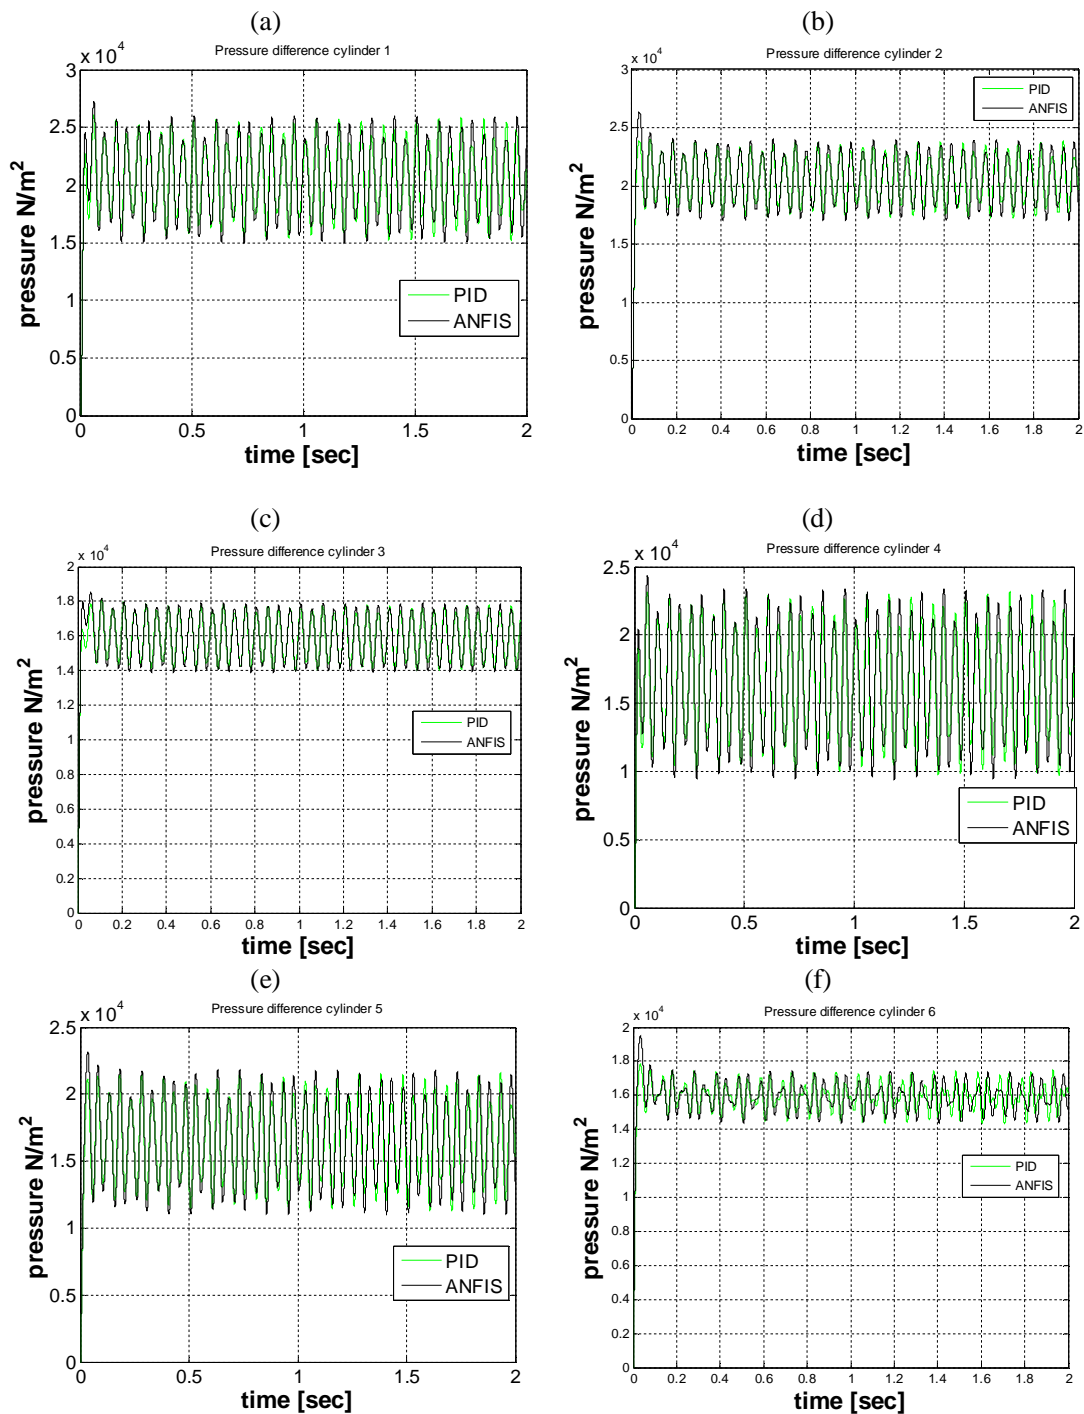 (a)
Pressure difference cylinder 1
x 10^4
3
2.5
2
1.5
1
0.5
0
pressure N/m^2
PID
ANFIS
0 0.5 1 1.5 2
time [sec]
(b)
Pressure difference cylinder 2
x 10^4
3
2.5
2
1.5
1
0.5
0
pressure N/m^2
PID
ANFIS
0 0.2 0.4 0.6 0.8 1 1.2 1.4 1.6 1.8 2
time [sec]
(c)
Pressure difference cylinder 3
x 10^4
2
1.8
1.6
1.4
1.2
1
0.8
0.6
0.4
0.2
0
pressure N/m^2
PID
ANFIS
0 0.2 0.4 0.6 0.8 1 1.2 1.4 1.6 1.8 2
time [sec]
(d)
Pressure difference cylinder 4
x 10^4
2.5
2
1.5
1
0.5
0
pressure N/m^2
PID
ANFIS
0 0.5 1 1.5 2
time [sec]
(e)
Pressure difference cylinder 5
x 10^4
2.5
2
1.5
1
0.5
0
pressure N/m^2
PID
ANFIS
0 0.5 1 1.5 2
time [sec]
(f)
Pressure difference cylinder 6
x 10^4
2
1.8
1.6
1.4
1.2
1
0.8
0.6
0.4
0.2
0
pressure N/m^2
PID
ANFIS
0 0.2 0.4 0.6 0.8 1 1.2 1.4 1.6 1.8 2
time [sec]